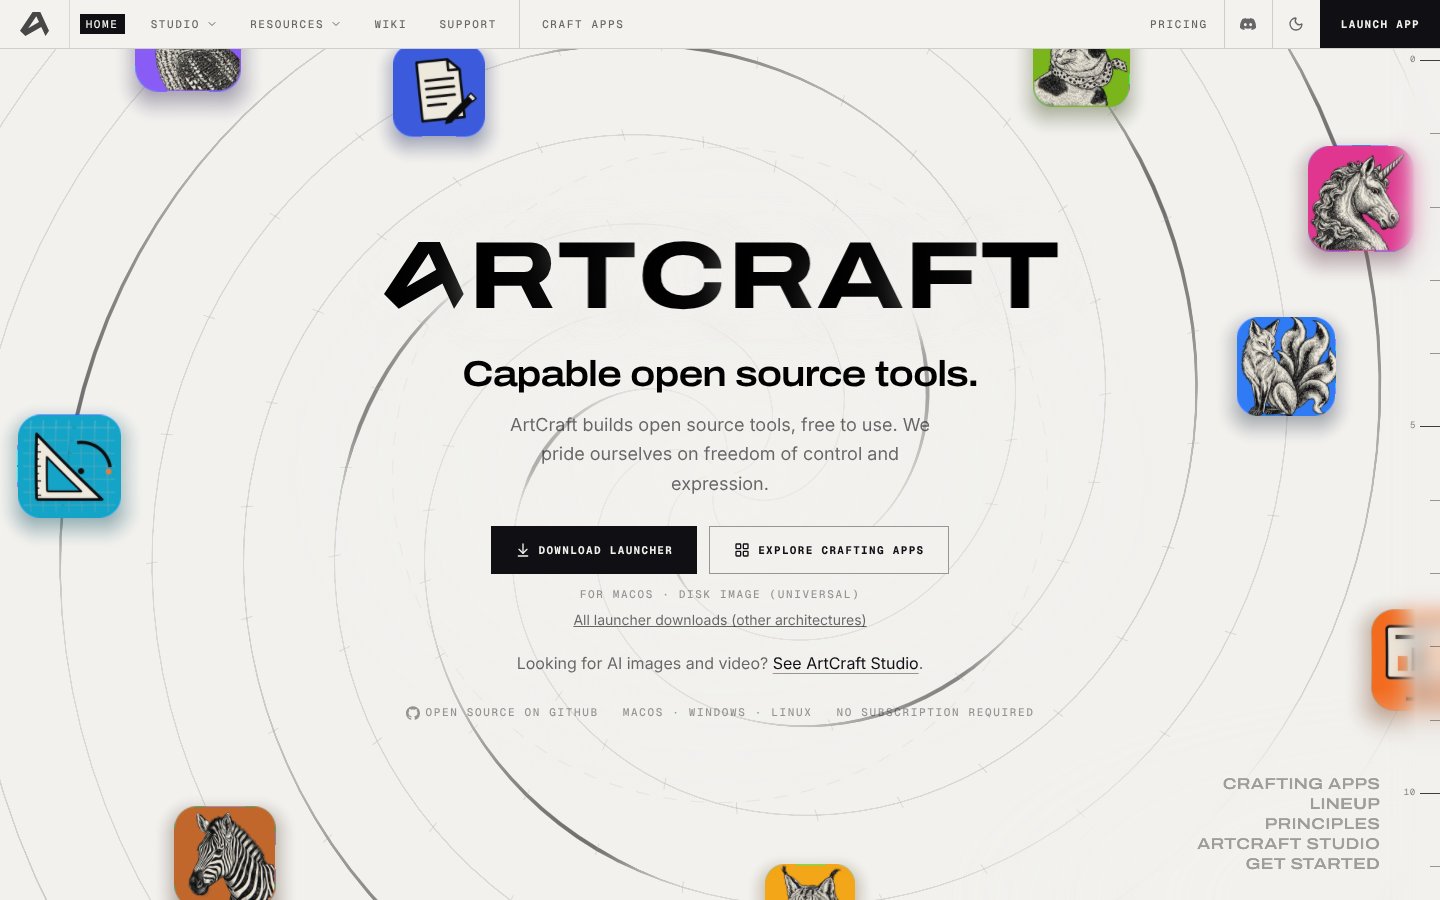 HOME
STUDIO
RESOURCES
WIKI
SUPPORT
CRAFT APPS
PRICING
LAUNCH APP
0
ARTCRAFT
Capable open source tools.
ArtCraft builds open source tools, free to use. We
pride ourselves on freedom of control and
expression.
5
DOWNLOAD LAUNCHER
EXPLORE CRAFTING APPS
FOR MACOS · DISK IMAGE (UNIVERSAL)
All launcher downloads (other architectures)
Looking for AI images and video? See ArtCraft Studio.
OPEN SOURCE ON GITHUB
MACOS · WINDOWS · LINUX
NO SUBSCRIPTION REQUIRED
CRAFTING APPS
10
LINEUP
PRINCIPLES
ARTCRAFT STUDIO
GET STARTED